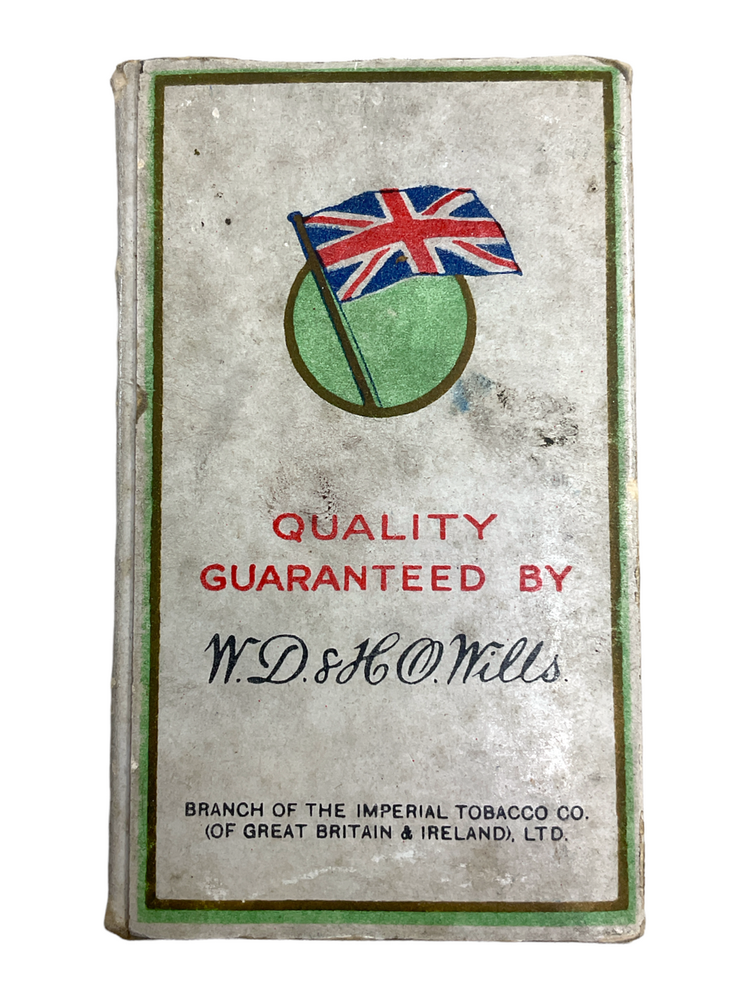 QUALITY
GUARANTEED BY
W.D. & H.O. Wills.
BRANCH OF THE IMPERIAL TOBACCO CO.
(OF GREAT BRITAIN & IRELAND), LTD.